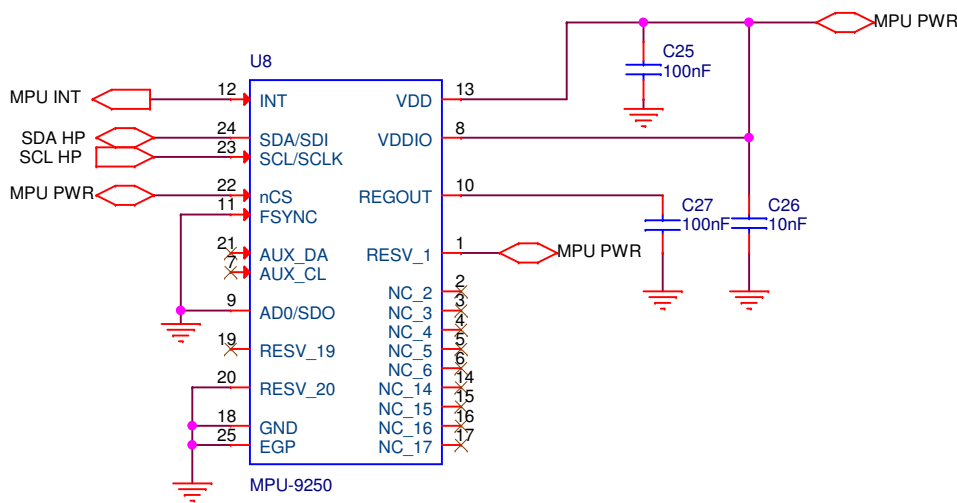 MPU PWR
C25
100nF
U8
MPU INT
12
INT
VDD
13
SDA HP
24
SDA/SDI
VDDIO
8
SCL HP
23
SCL/SCLK
MPU PWR
22
nCS
REGOUT
10
11
FSYNC
C27
100nF
C26
10nF
21
AUX_DA
RESV_1
1
MPU PWR
7
AUX_CL
NC_2
2
9
AD0/SDO
NC_3
3
NC_4
4
19
RESV_19
NC_5
5
NC_6
6
20
RESV_20
NC_14
14
NC_15
15
18
GND
NC_16
16
25
EGP
NC_17
17
MPU-9250